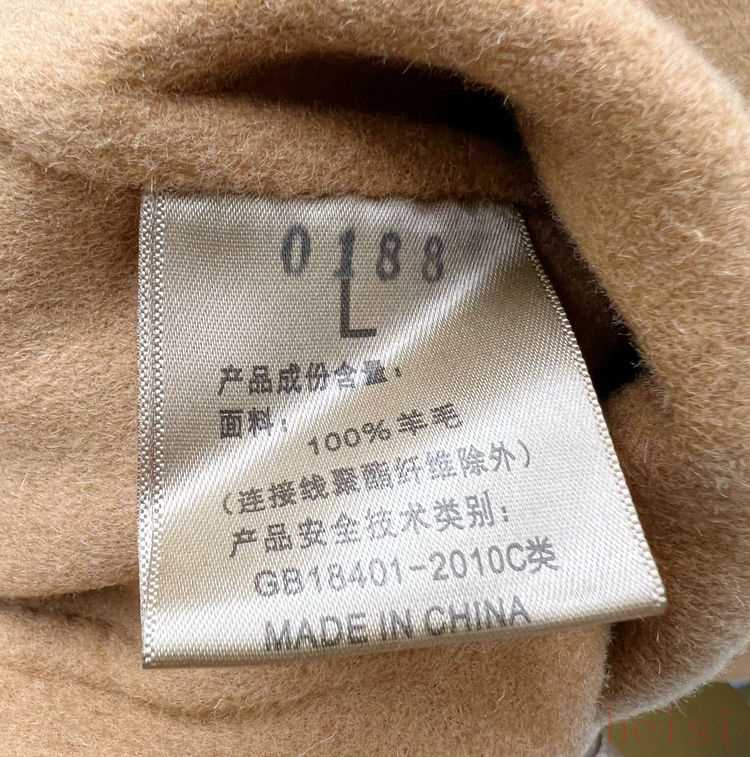 0188
L
产品成份含量：
面料： 100%羊毛
（连接线聚酯纤维除外）
产品安全技术类别：
GB18401-2010C类
MADE IN CHINA